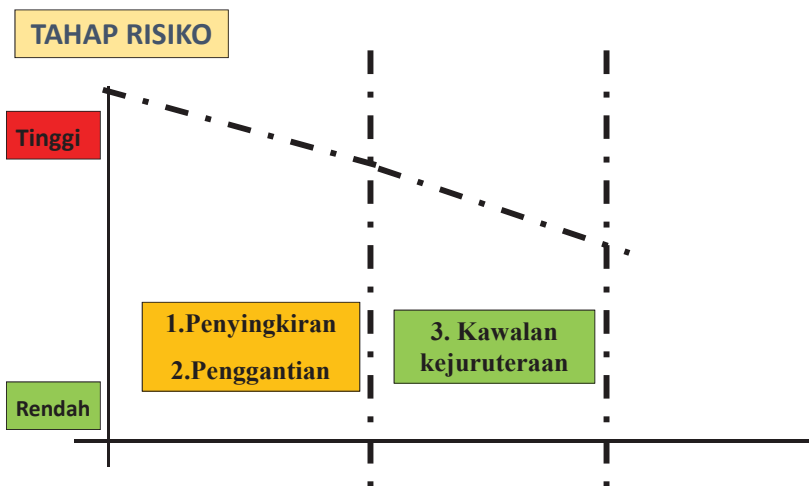 TAHAP RISIKO
Tinggi
1.Penyingkiran
2.Penggantian
3. Kawalan
kejuruteraan
Rendah